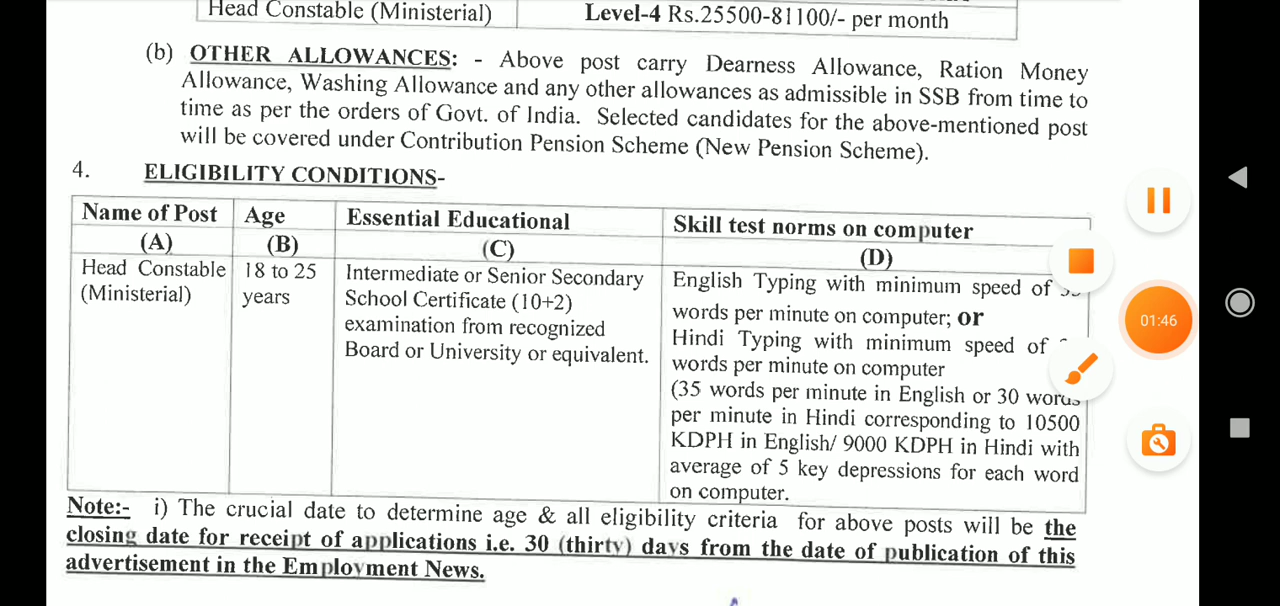 Head Constable (Ministerial) Level-4 Rs.25500-81100/- per month
(b) OTHER ALLOWANCES: - Above post carry Dearness Allowance, Ration Money
Allowance, Washing Allowance and any other allowances as admissible in SSB from time to
time as per the orders of Govt. of India. Selected candidates for the above-mentioned post
will be covered under Contribution Pension Scheme (New Pension Scheme).
4. ELIGIBILITY CONDITIONS-
Name of Post
(A)
Age
(B)
Essential Educational
(C)
Skill test norms on computer
(D)
Head Constable
(Ministerial)
18 to 25
years
Intermediate or Senior Secondary
School Certificate (10+2)
examination from recognized
Board or University or equivalent.
English Typing with minimum speed of
words per minute on computer; or
Hindi Typing with minimum speed of
words per minute on computer
(35 words per minute in English or 30 words
per minute in Hindi corresponding to 10500
KDPH in English/ 9000 KDPH in Hindi with
average of 5 key depressions for each word
on computer.
Note:- i) The crucial date to determine age & all eligibility criteria for above posts will be the
closing date for receipt of applications i.e. 30 (thirty) days from the date of publication of this
advertisement in the Employment News.
01:46